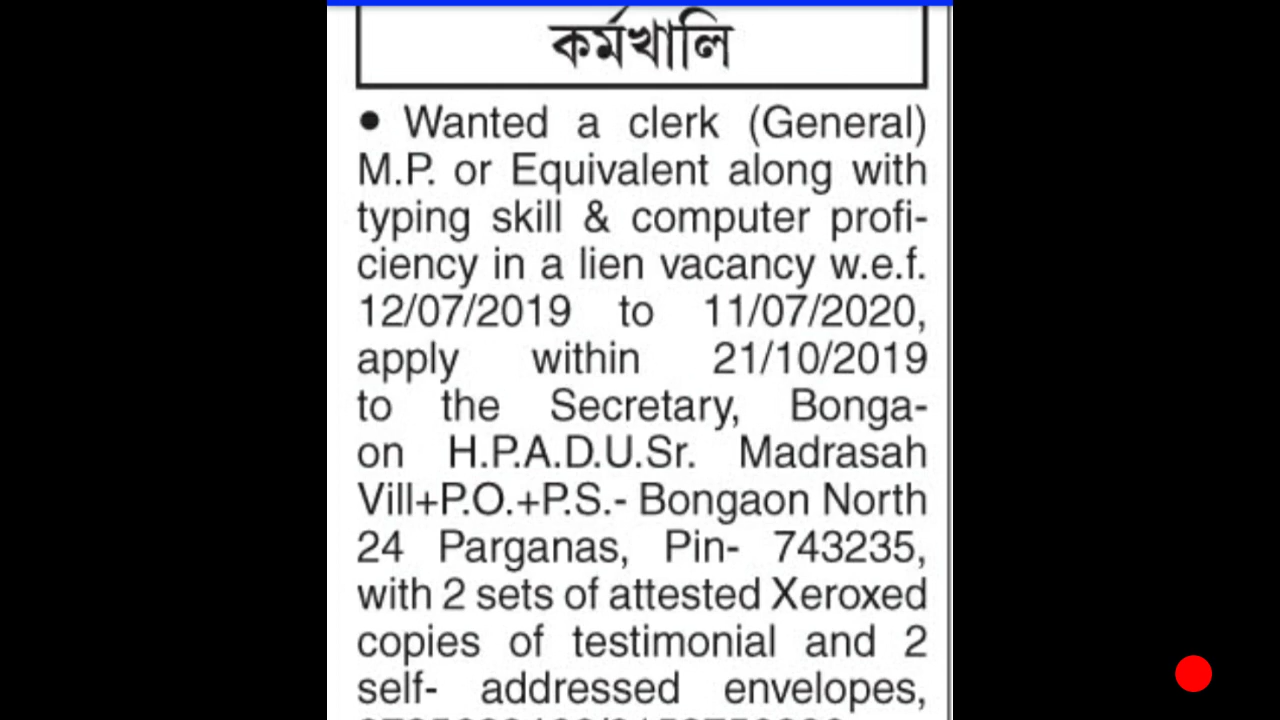 কর্মখালি
• Wanted a clerk (General)
M.P. or Equivalent along with
typing skill & computer profi-
ciency in a lien vacancy w.e.f.
12/07/2019 to 11/07/2020,
apply within 21/10/2019
to the Secretary, Bonga-
on H.P.A.D.U.Sr. Madrasah
Vill+P.O.+P.S.- Bongaon North
24 Parganas, Pin- 743235,
with 2 sets of attested Xeroxed
copies of testimonial and 2
self- addressed envelopes,